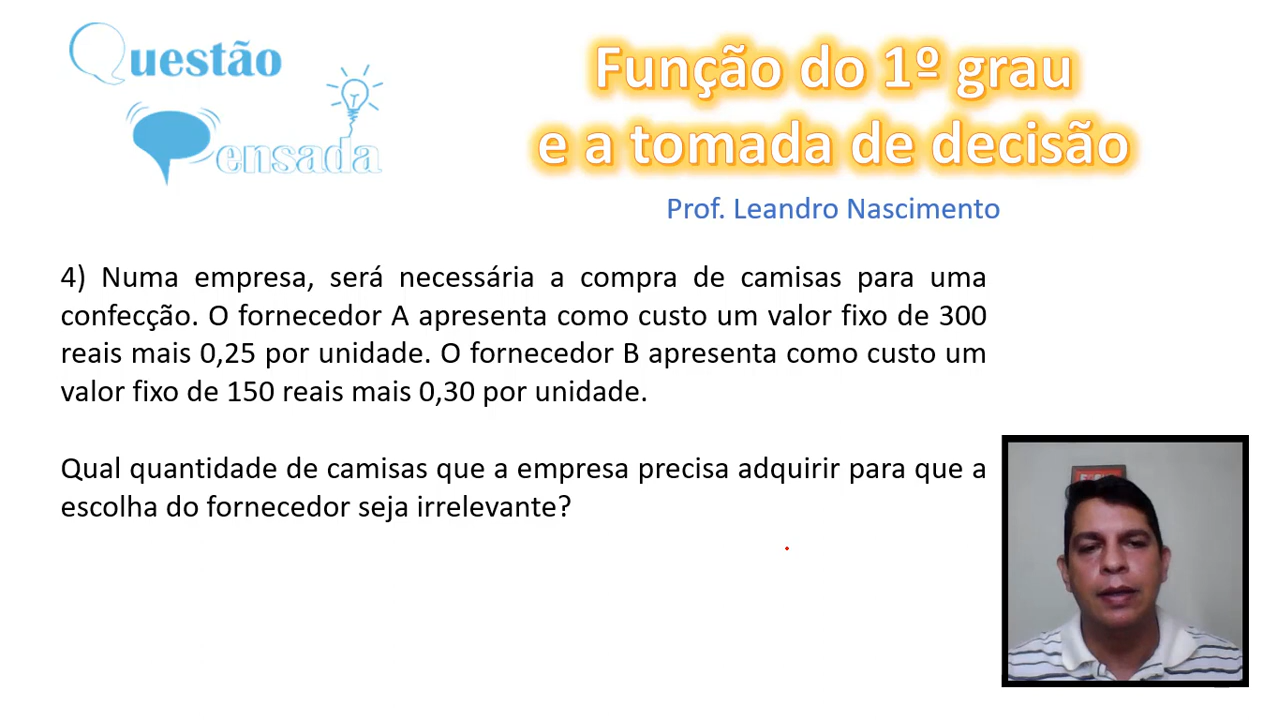 Questão
Pensada
Função do 1º grau
e a tomada de decisão
Prof. Leandro Nascimento
4) Numa empresa, será necessária a compra de camisas para uma
confecção. O fornecedor A apresenta como custo um valor fixo de 300
reais mais 0,25 por unidade. O fornecedor B apresenta como custo um
valor fixo de 150 reais mais 0,30 por unidade.
Qual quantidade de camisas que a empresa precisa adquirir para que a
escolha do fornecedor seja irrelevante?